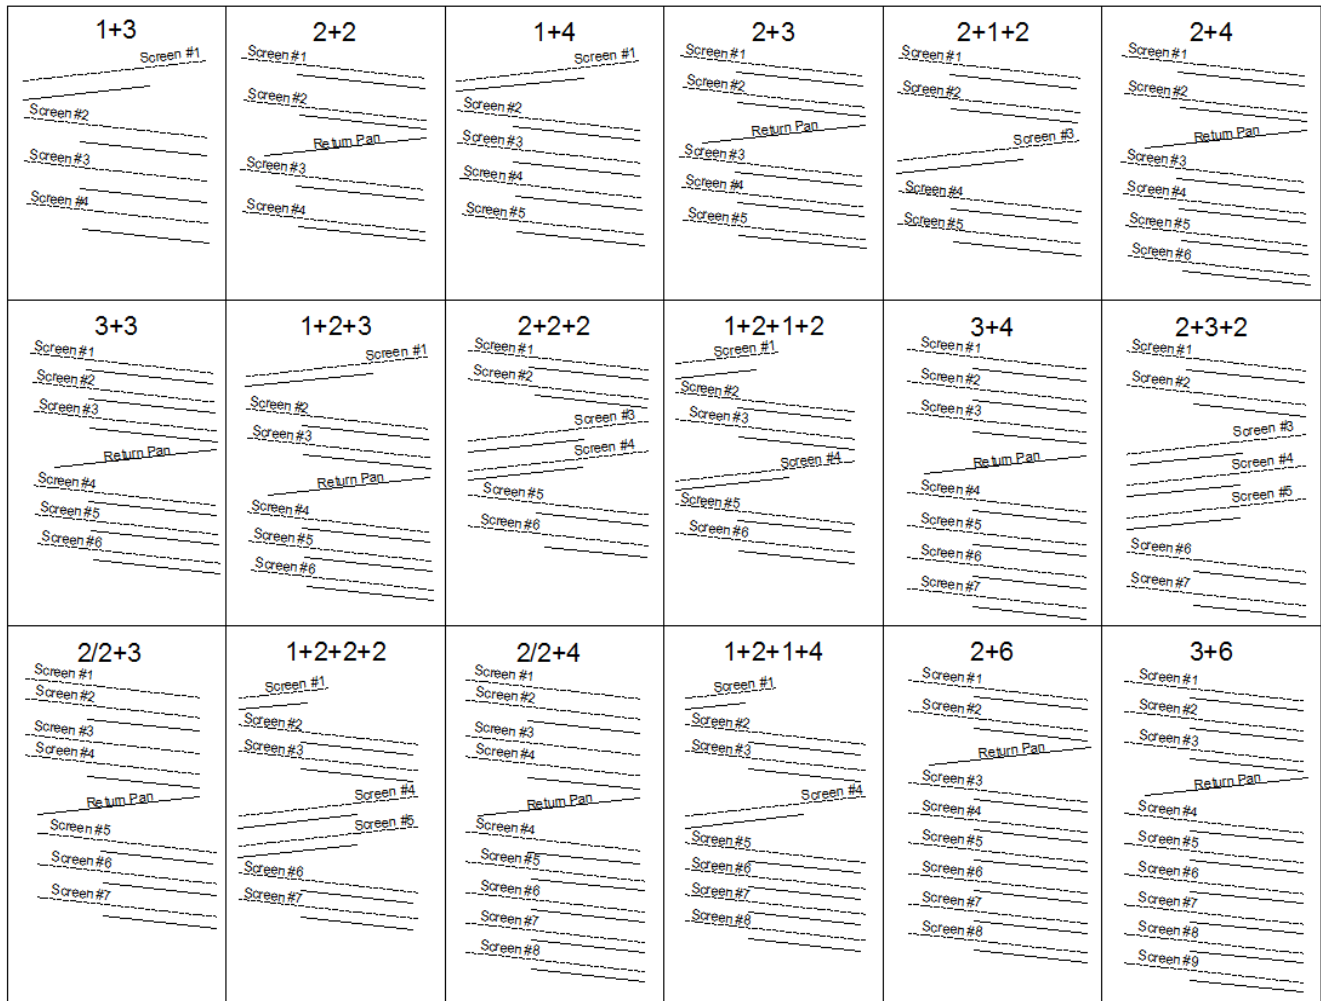 1+3
Screen #1
Screen #2
Screen #3
Screen #4
2+2
Screen #1
Screen #2
Return Pan
Screen #3
Screen #4
1+4
Screen #1
Screen #2
Screen #3
Screen #4
Screen #5
2+3
Screen #1
Screen #2
Return Pan
Screen #3
Screen #4
Screen #5
2+1+2
Screen #1
Screen #2
Screen #3
Screen #4
Screen #5
2+4
Screen #1
Screen #2
Return Pan
Screen #3
Screen #4
Screen #5
Screen #6
3+3
Screen #1
Screen #2
Screen #3
Return Pan
Screen #4
Screen #5
Screen #6
1+2+3
Screen #1
Screen #2
Screen #3
Return Pan
Screen #4
Screen #5
Screen #6
2+2+2
Screen #1
Screen #2
Screen #3
Screen #4
Screen #5
Screen #6
1+2+1+2
Screen #1
Screen #2
Screen #3
Screen #4
Screen #5
Screen #6
3+4
Screen #1
Screen #2
Screen #3
Return Pan
Screen #4
Screen #5
Screen #6
Screen #7
2+3+2
Screen #1
Screen #2
Screen #3
Screen #4
Screen #5
Screen #6
Screen #7
2/2+3
Screen #1
Screen #2
Screen #3
Screen #4
Return Pan
Screen #5
Screen #6
Screen #7
1+2+2+2
Screen #1
Screen #2
Screen #3
Screen #4
Screen #5
Screen #6
Screen #7
2/2+4
Screen #1
Screen #2
Screen #3
Screen #4
Return Pan
Screen #4
Screen #5
Screen #6
Screen #7
Screen #8
1+2+1+4
Screen #1
Screen #2
Screen #3
Screen #4
Screen #5
Screen #6
Screen #7
Screen #8
2+6
Screen #1
Screen #2
Return Pan
Screen #3
Screen #4
Screen #5
Screen #6
Screen #7
Screen #8
3+6
Screen #1
Screen #2
Screen #3
Return Pan
Screen #4
Screen #5
Screen #6
Screen #7
Screen #8
Screen #9